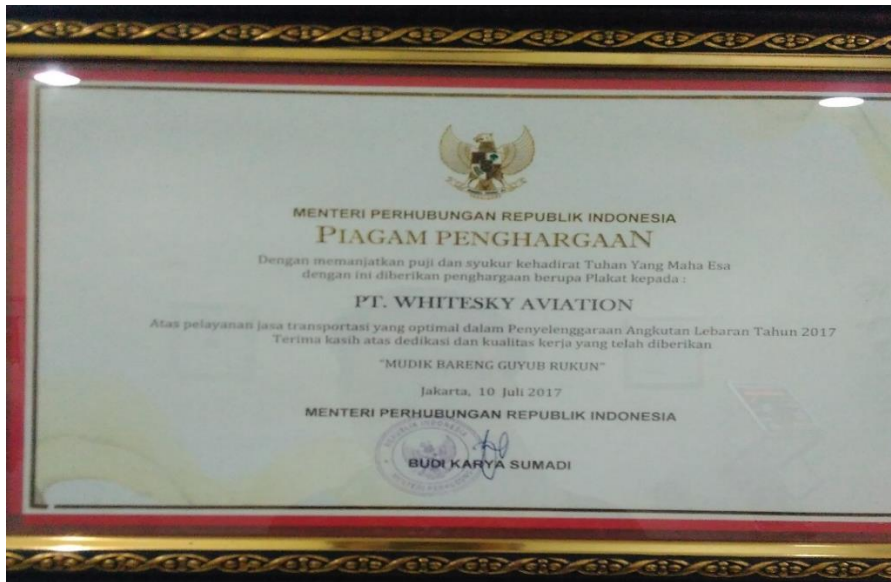 MENTERI PERHUBUNGAN REPUBLIK INDONESIA
PIAGAM PENGHARGAAN
Dengan memanjatkan puji dan syukur kehadirat Tuhan Yang Maha Esa
dengan ini diberikan penghargaan berupa Plakat kepada :
PT. WHITESKY AVIATION
Atas pelayanan jasa transportasi yang optimal dalam Penyelenggaraan Angkutan Lebaran Tahun 2017
Terima kasih atas dedikasi dan kualitas kerja yang telah diberikan
"MUDIK BARENG GUYUB RUKUN"
Jakarta, 10 Juli 2017
MENTERI PERHUBUNGAN REPUBLIK INDONESIA
REPUBLIK INDONESIA
BUDI KARYA SUMADI